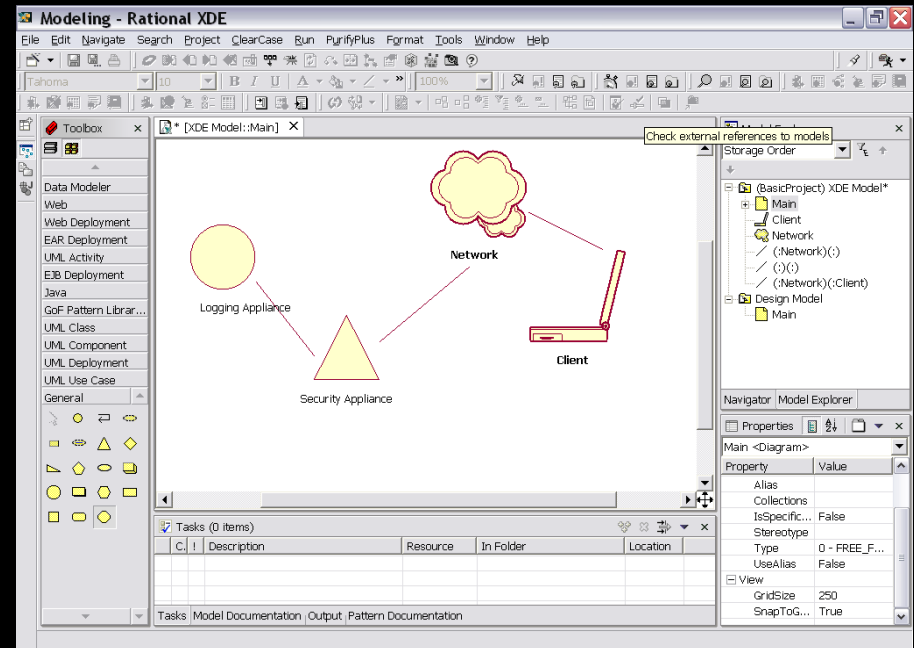 Modeling - Rational XDE
File Edit Navigate Search Project ClearCase Run PurifyPlus Format Tools Window Help
Tahoma 10 B I U A 100%
Toolbox
* [XDE Model::Main]
Check external references to models
Storage Order
Data Modeler
Web
Web Deployment
EAR Deployment
UML Activity
EJB Deployment
Java
GoF Pattern Librar...
UML Class
UML Component
UML Deployment
UML Use Case
General
Network
Logging Appliance
Client
Security Appliance
(BasicProject) XDE Model*
Main
Client
Network
(:Network)(:)
(:)(:)
(:Network)(:Client)
Design Model
Main
Navigator Model Explorer
Properties
Main <Diagram>
Property Value
Alias
Collections
IsSpecific... False
Stereotype
Type 0 - FREE_F...
UseAlias False
View
GridSize 250
SnapToG... True
Tasks (0 items)
C. ! Description Resource In Folder Location
Tasks Model Documentation Output Pattern Documentation